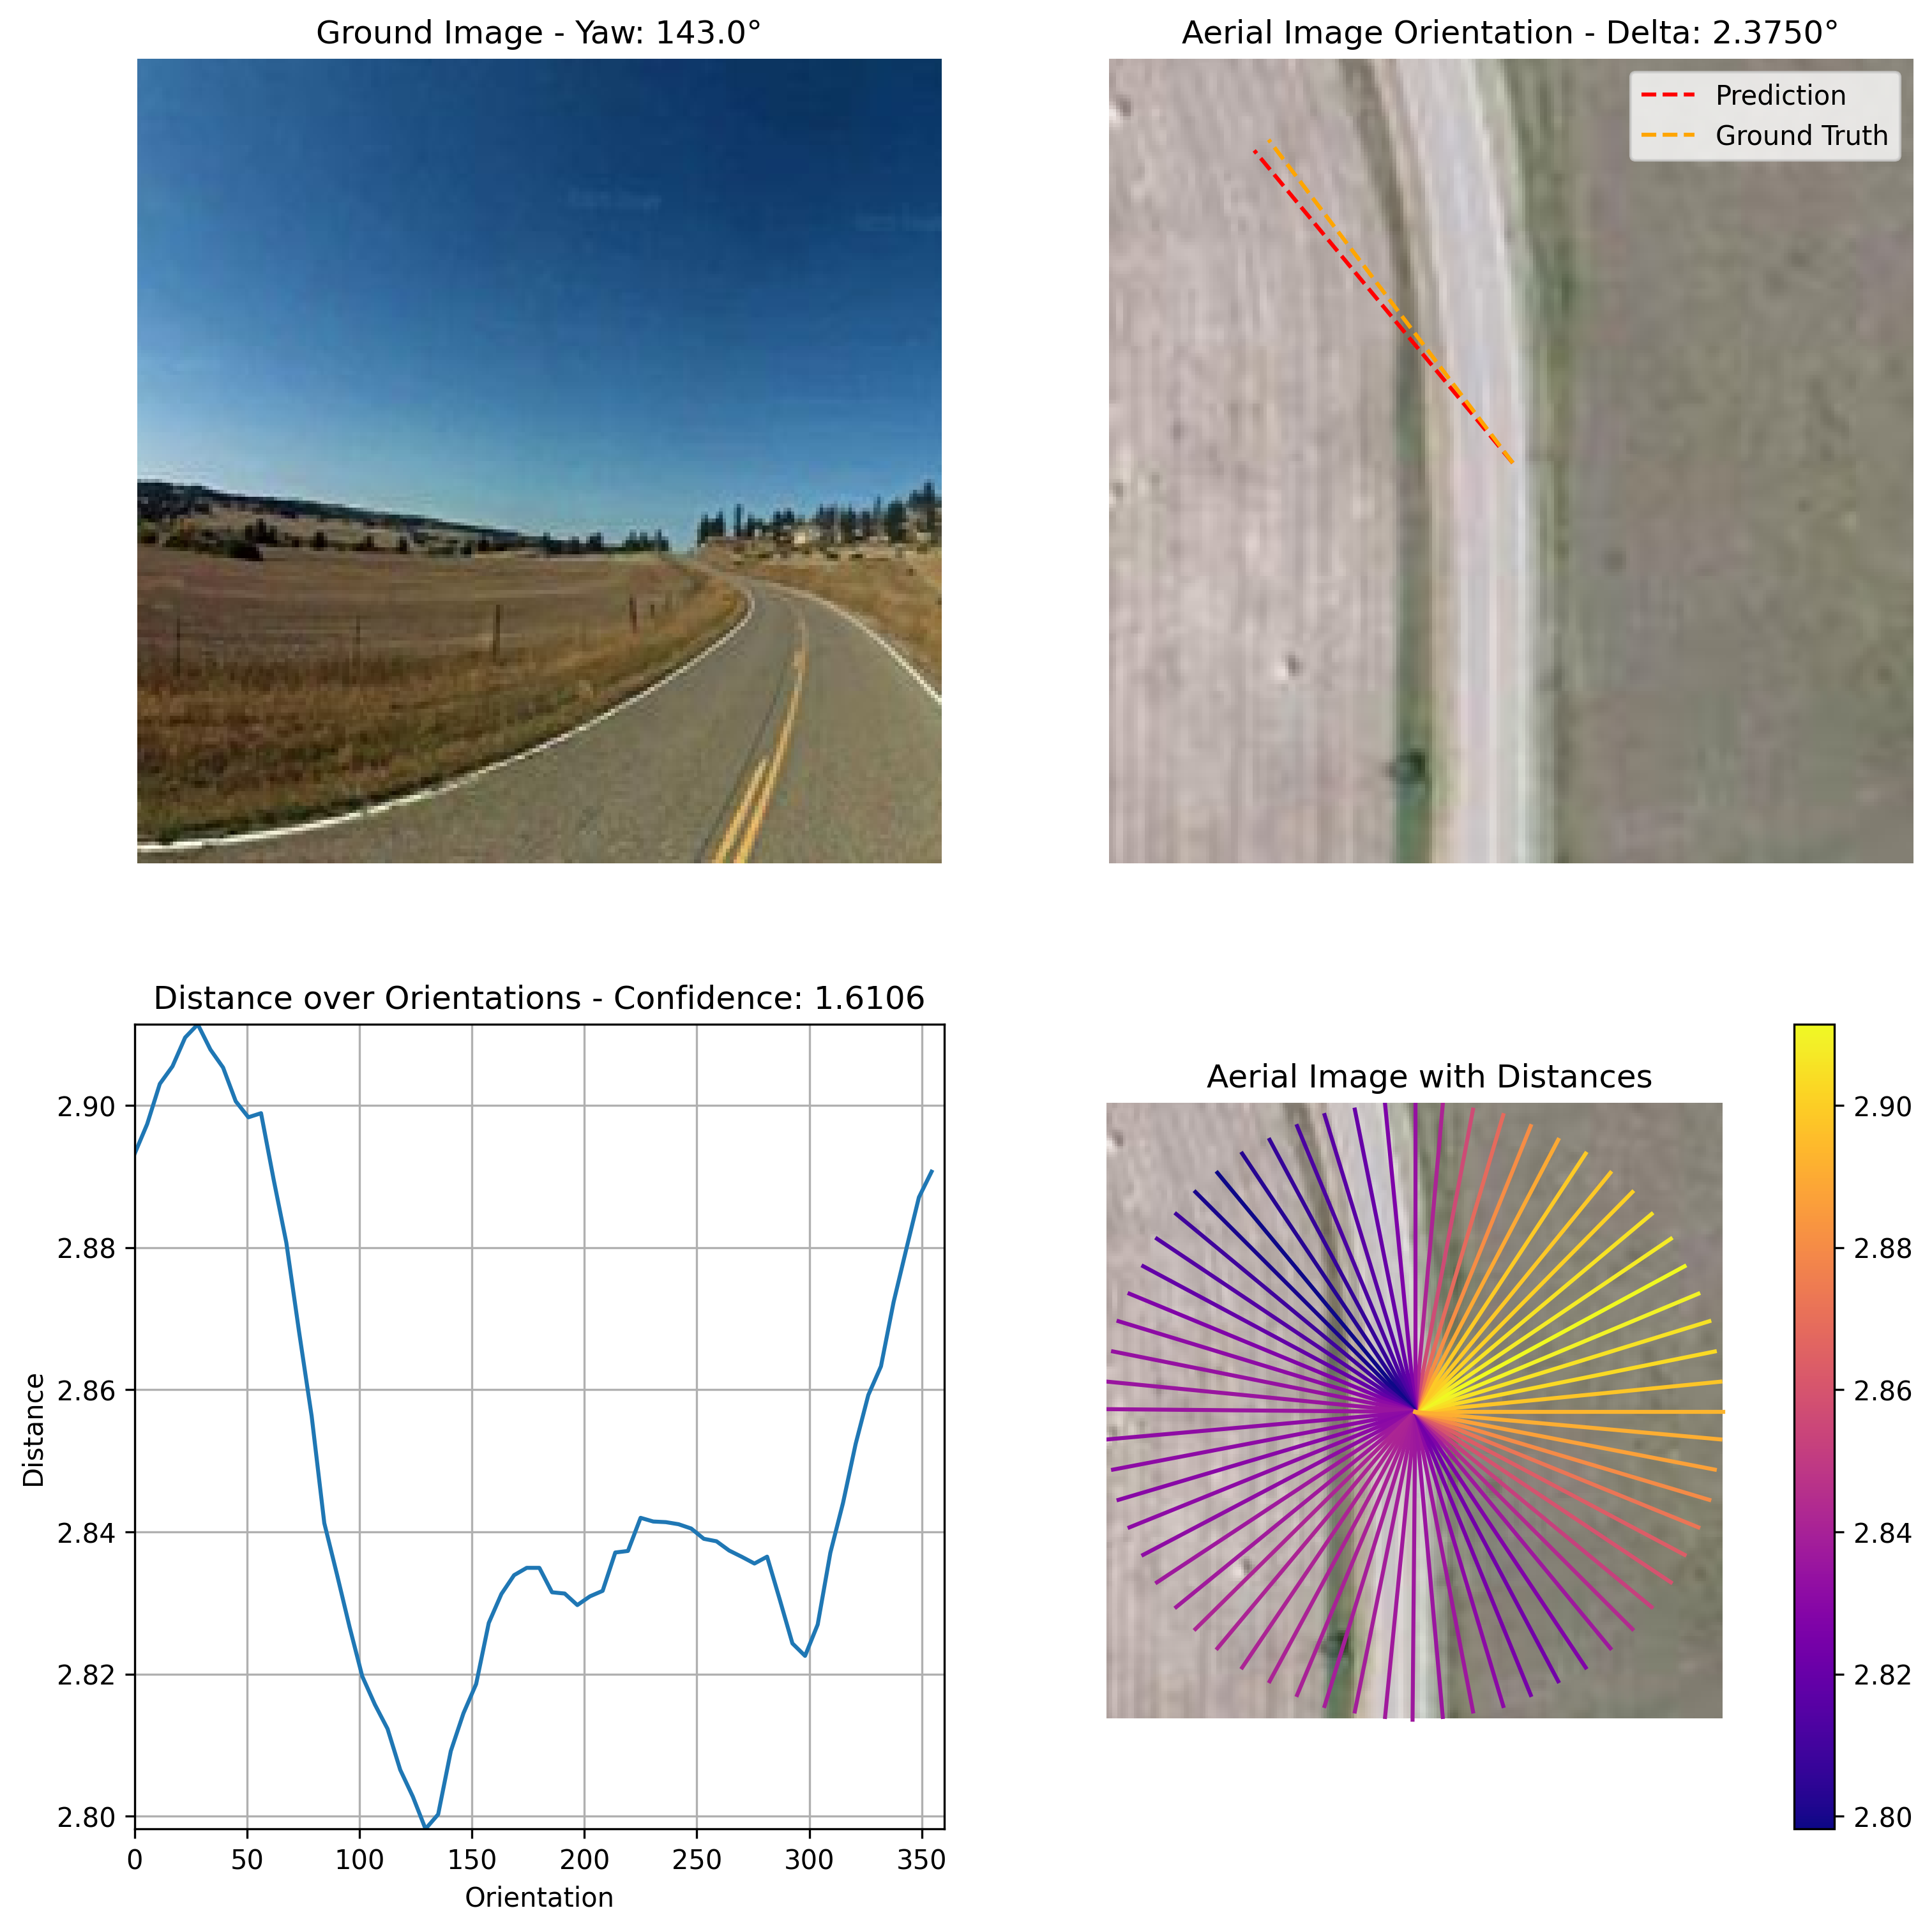 Ground Image - Yaw: 143.0°
Aerial Image Orientation - Delta: 2.3750°
Prediction
Ground Truth
Distance over Orientations - Confidence: 1.6106
2.90
2.88
2.86
2.84
2.82
2.80
Distance
0 50 100 150 200 250 300 350
Orientation
Aerial Image with Distances
2.90
2.88
2.86
2.84
2.82
2.80